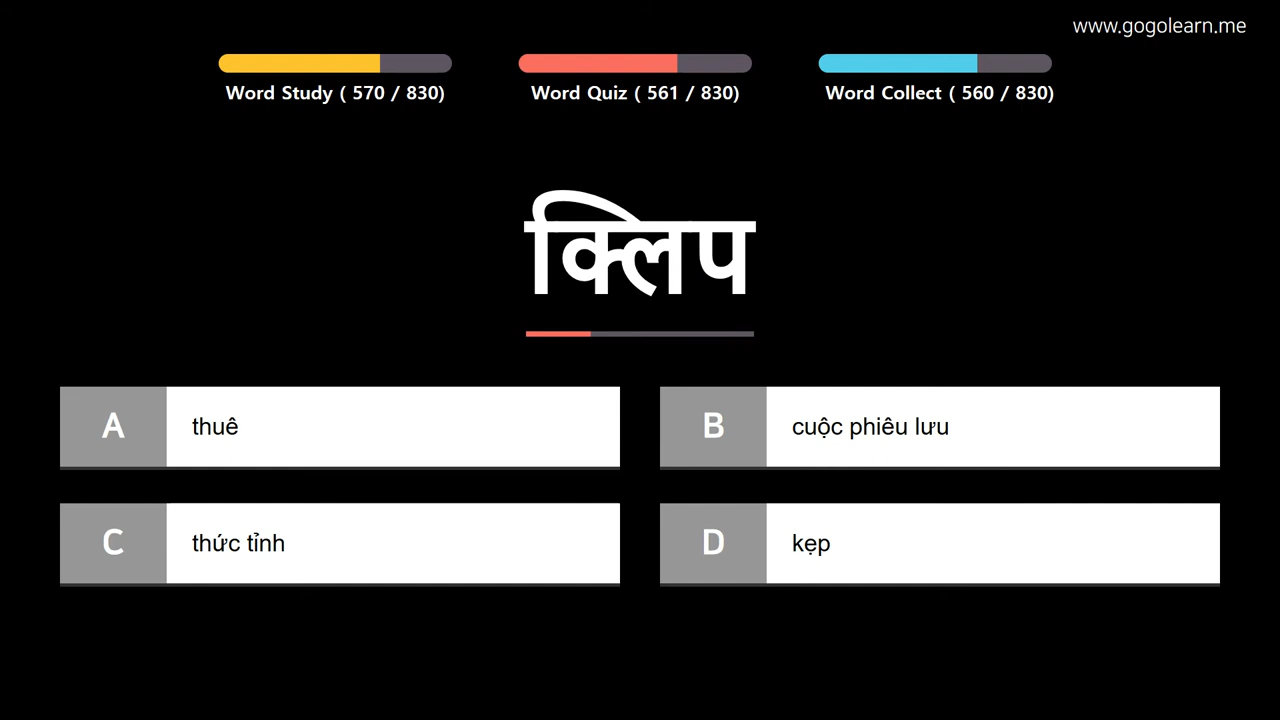 www.gogolearn.me
Word Study ( 570 / 830)
Word Quiz ( 561 / 830)
Word Collect ( 560 / 830)
क्लिप
A thuê
B cuộc phiêu lưu
C thức tỉnh
D kẹp